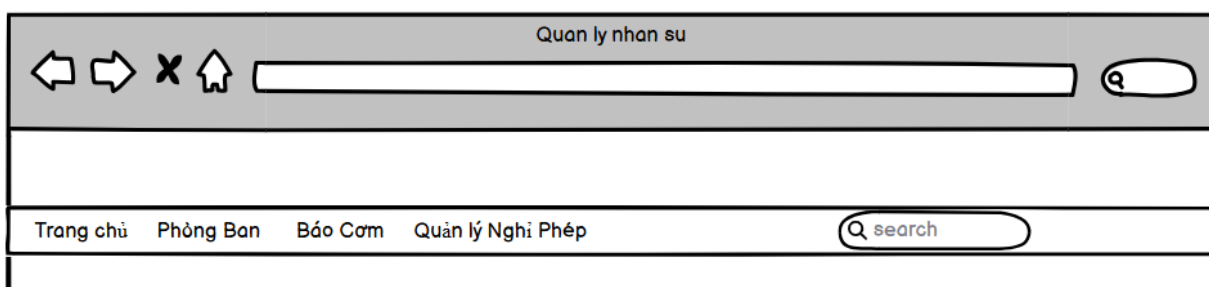 Quan ly nhan su
Trang chủ Phòng Ban Báo Cơm Quản lý Nghỉ Phép search